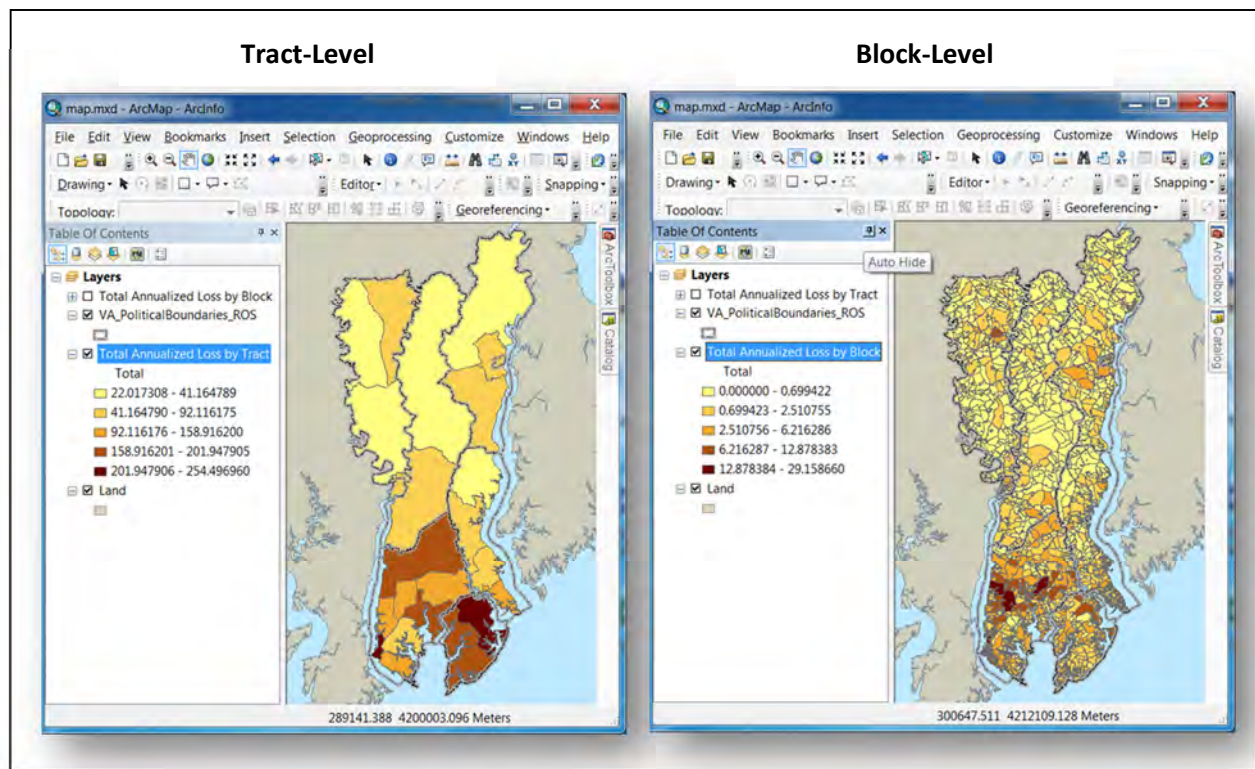 Tract-Level
map.mxd - ArcMap - ArcInfo
File Edit View Bookmarks Insert Selection Geoprocessing Customize Windows Help
Drawing Editor Snapping
Topology: Georeferencing
Table Of Contents
Layers
Total Annualized Loss by Block
VA_PoliticalBoundaries_ROS
Total Annualized Loss by Tract
Total
22.017308 - 41.164789
41.164790 - 92.116175
92.116176 - 158.916200
158.916201 - 201.947905
201.947906 - 254.496960
Land
ArcToolbox
Catalog
289141.388 4200003.096 Meters
Block-Level
map.mxd - ArcMap - ArcInfo
File Edit View Bookmarks Insert Selection Geoprocessing Customize Windows Help
Drawing Editor Snapping
Topology: Georeferencing
Table Of Contents
Auto Hide
Layers
Total Annualized Loss by Tract
VA_PoliticalBoundaries_ROS
Total Annualized Loss by Block
Total
0.000000 - 0.699422
0.699423 - 2.510755
2.510756 - 6.216286
6.216287 - 12.878383
12.878384 - 29.158660
Land
ArcToolbox
Catalog
300647.511 4212109.128 Meters